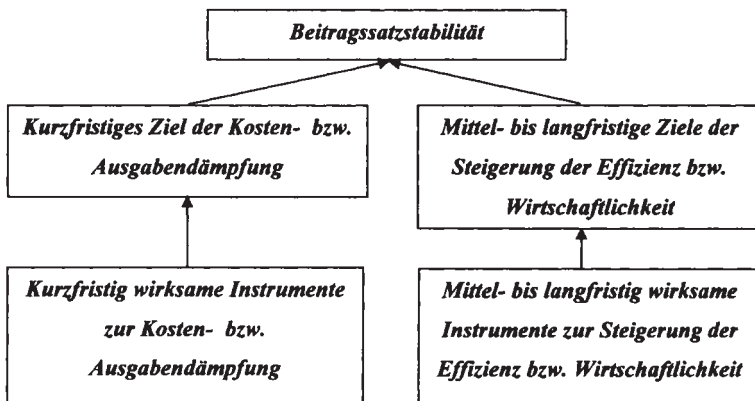 Beitragssatzstabilität
Kurzfristiges Ziel der Kosten- bzw.
Ausgabendämpfung
Mittel- bis langfristige Ziele der
Steigerung der Effizienz bzw.
Wirtschaftlichkeit
Kurzfristig wirksame Instrumente
zur Kosten- bzw.
Ausgabendämpfung
Mittel- bis langfristig wirksame
Instrumente zur Steigerung der
Effizienz bzw. Wirtschaftlichkeit